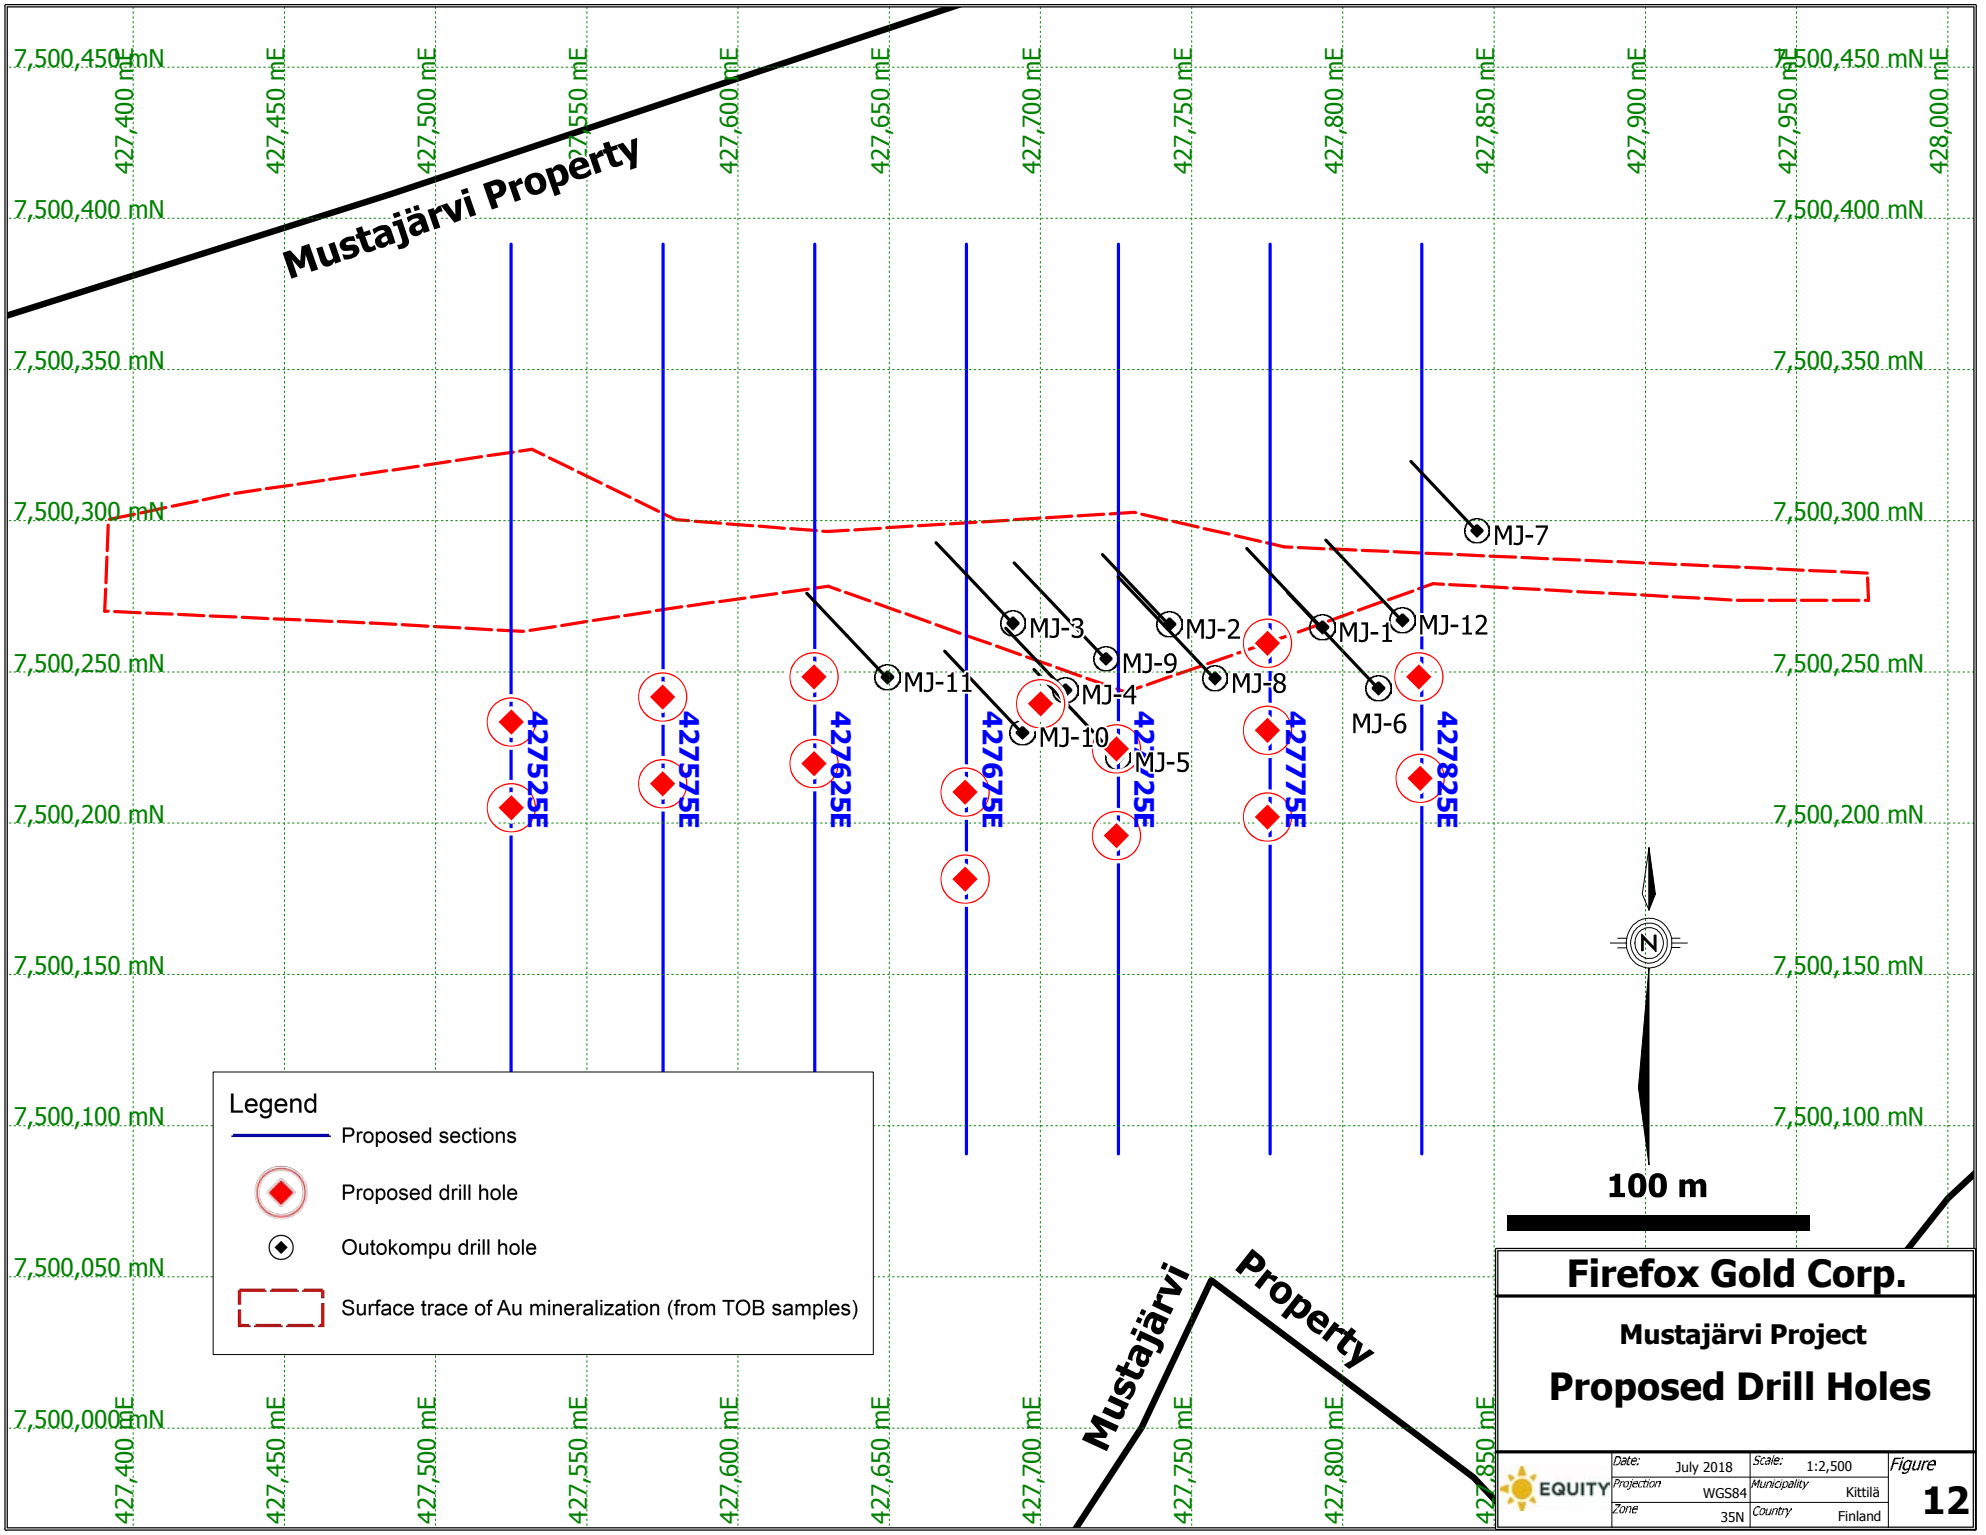 7,500,450 mN
7,500,450 mN
427,400 mE
427,450 mE
427,500 mE
427,550 mE
427,600 mE
427,650 mE
427,700 mE
427,750 mE
427,800 mE
427,850 mE
427,900 mE
427,950 mE
428,000 mE
Mustajärvi Property
7,500,400 mN
7,500,400 mN
7,500,350 mN
7,500,350 mN
7,500,300 mN
7,500,300 mN
MJ-7
MJ-3
MJ-2
MJ-1
MJ-12
7,500,250 mN
MJ-9
7,500,250 mN
MJ-11
MJ-4
MJ-8
MJ-6
MJ-10
MJ-5
427525E
427575E
427625E
427675E
427725E
427775E
427825E
7,500,200 mN
7,500,200 mN
7,500,150 mN
N
7,500,150 mN
7,500,100 mN
7,500,100 mN
Legend
Proposed sections
Proposed drill hole
Outokompu drill hole
Surface trace of Au mineralization (from TOB samples)
100 m
7,500,050 mN
Mustajärvi
Property
7,500,000 mN
427,400 mE
427,450 mE
427,500 mE
427,550 mE
427,600 mE
427,650 mE
427,700 mE
427,750 mE
427,800 mE
427,850 mE
Firefox Gold Corp.
Mustajärvi Project
Proposed Drill Holes
EQUITY
Date: July 2018
Scale: 1:2,500
Projection WGS84
Municipality Kittilä
Zone 35N
Country Finland
Figure
12